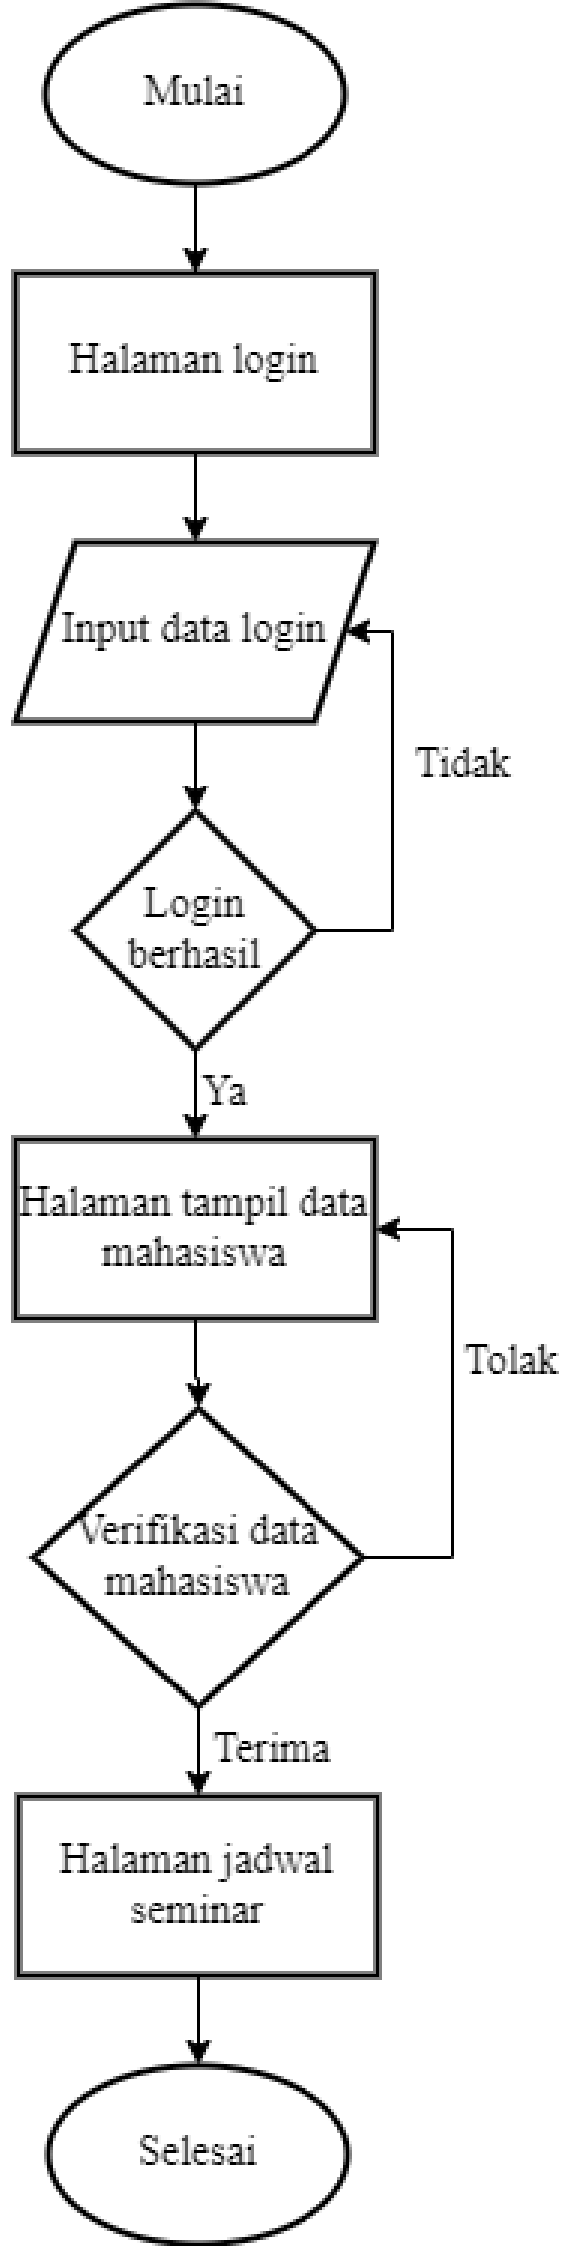 Mulai
Halaman login
Input data login
Tidak
Login
berhasil
Ya
Halaman tampil data
mahasiswa
Tolak
Verifikasi data
mahasiswa
Terima
Halaman jadwal
seminar
Selesai